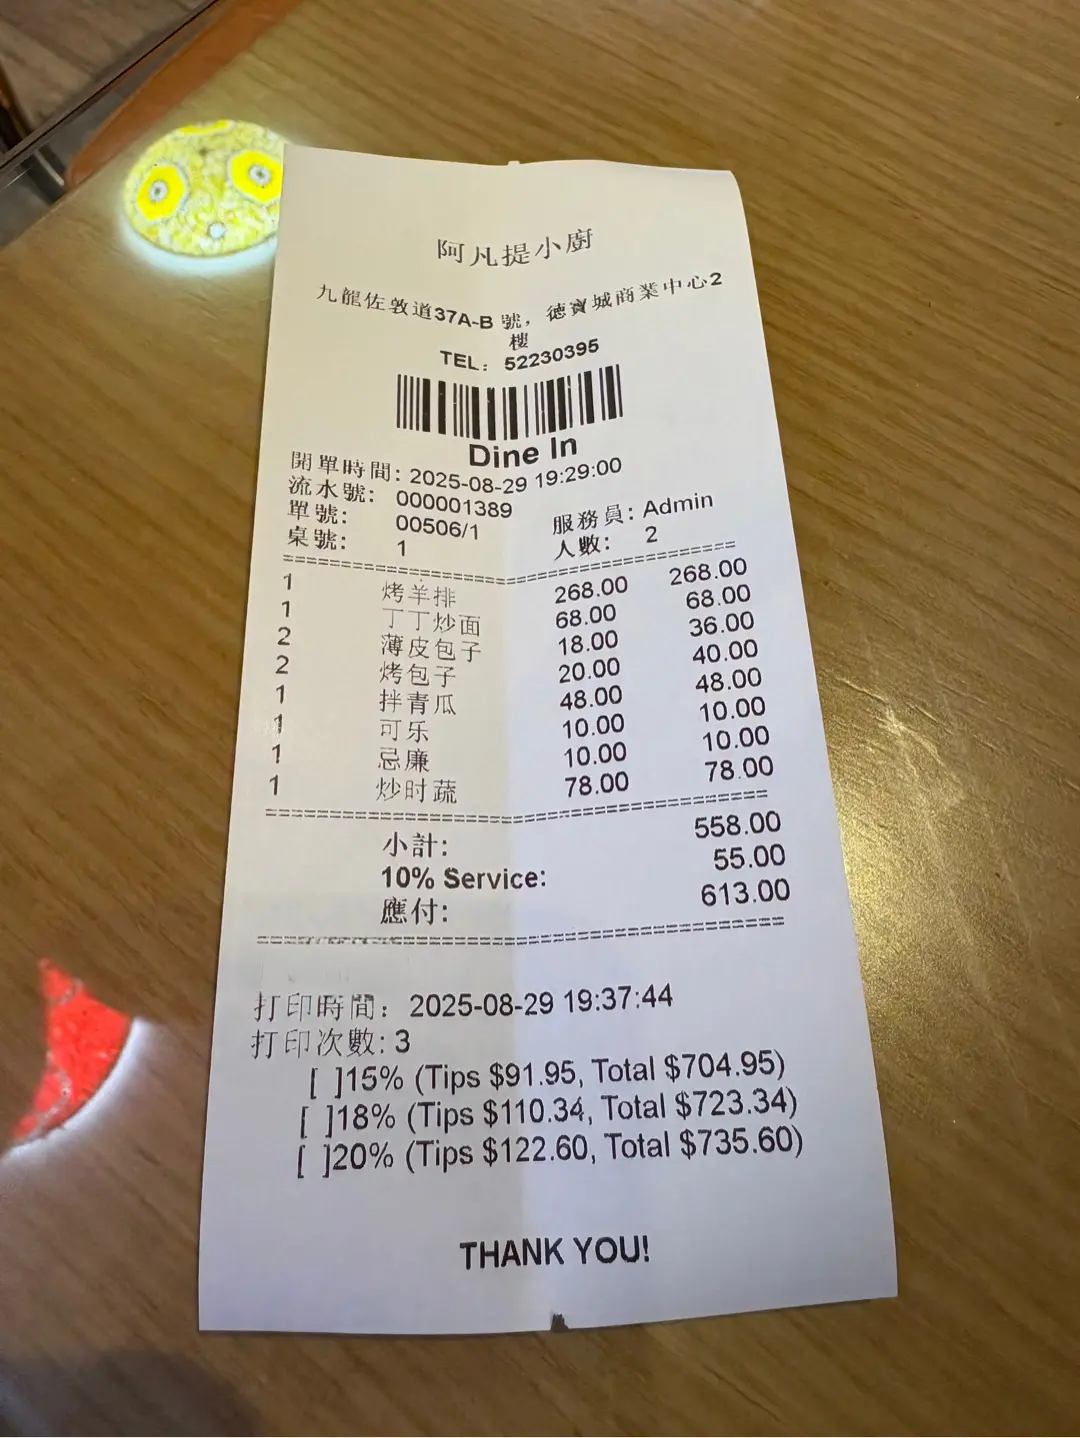 阿凡提小廚
九龍佐敦道37A-B 號，德寶城商業中心2
樓
TEL： 52230395
Dine In
開單時間: 2025-08-29 19:29:00
流水號: 000001389
單號: 00506/1 服務員: Admin
桌號: 1 人數: 2
1 烤羊排 268.00 268.00
1 丁丁炒面 68.00 68.00
2 薄皮包子 18.00 36.00
2 烤包子 20.00 40.00
1 拌青瓜 48.00 48.00
1 可乐 10.00 10.00
1 忌廉 10.00 10.00
1 炒时蔬 78.00 78.00
小計: 558.00
10% Service: 55.00
應付: 613.00
打印時間： 2025-08-29 19:37:44
打印次數: 3
[ ]15% (Tips $91.95, Total $704.95)
[ ]18% (Tips $110.34, Total $723.34)
[ ]20% (Tips $122.60, Total $735.60)
THANK YOU!